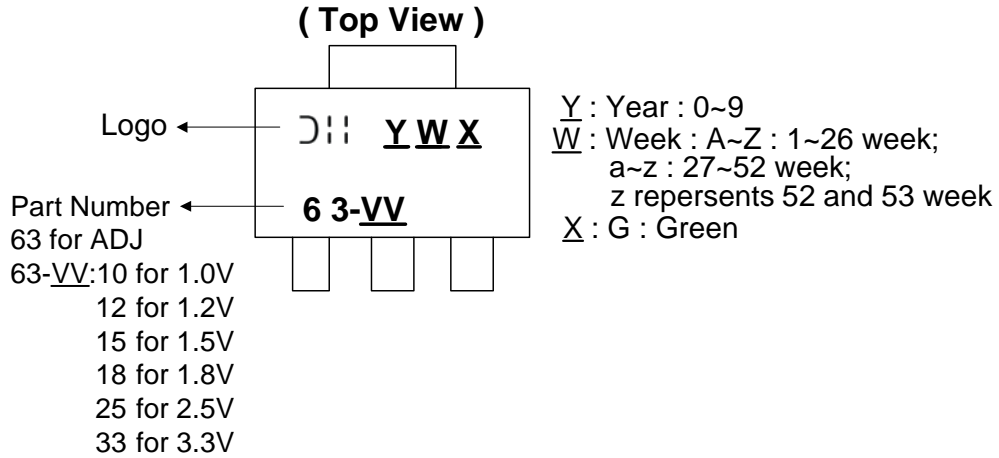 ( Top View )
Logo
Y W X
6 3-VV
Part Number
63 for ADJ
63-VV:10 for 1.0V
12 for 1.2V
15 for 1.5V
18 for 1.8V
25 for 2.5V
33 for 3.3V
Y : Year : 0~9
W : Week : A~Z : 1~26 week;
a~z : 27~52 week;
z repersents 52 and 53 week
X : G : Green